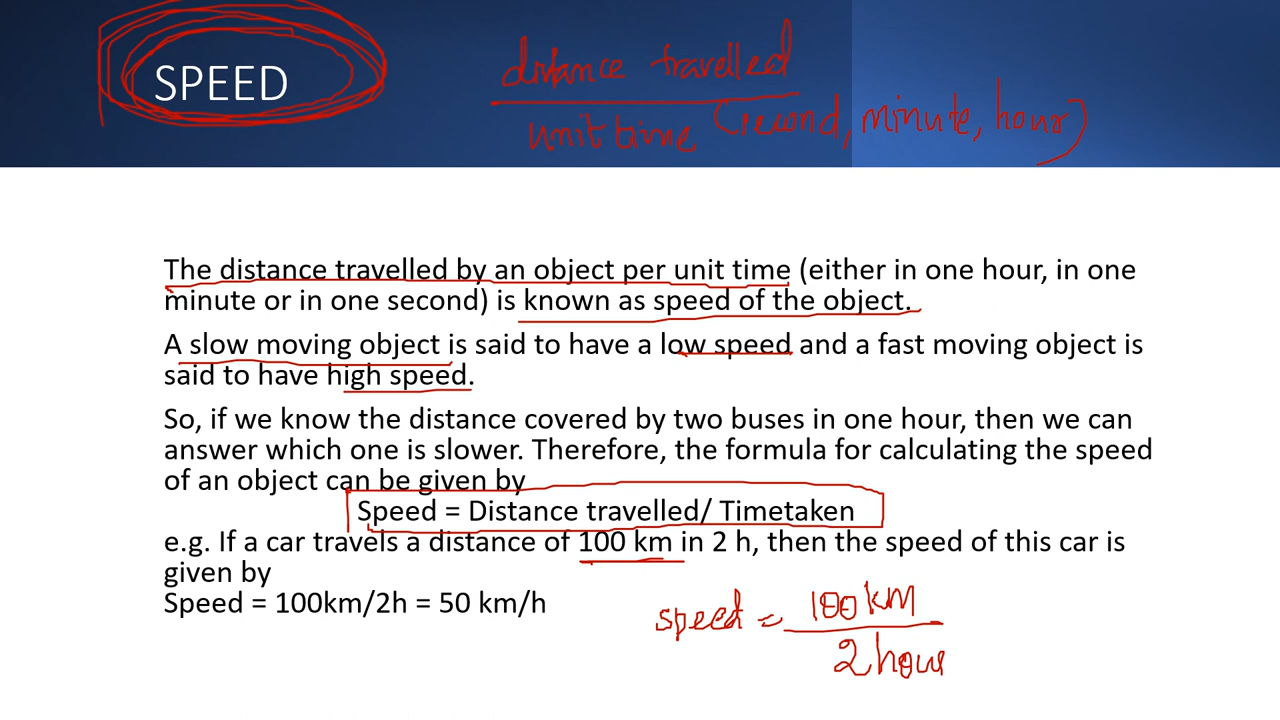 SPEED
distance travelled
unit time (second, minute, hour)
The distance travelled by an object per unit time (either in one hour, in one
minute or in one second) is known as speed of the object.
A slow moving object is said to have a low speed and a fast moving object is
said to have high speed.
So, if we know the distance covered by two buses in one hour, then we can
answer which one is slower. Therefore, the formula for calculating the speed
of an object can be given by
Speed = Distance travelled/ Timetaken
e.g. If a car travels a distance of 100 km in 2 h, then the speed of this car is
given by
Speed = 100km/2h = 50 km/h
speed = 100km
2 hour